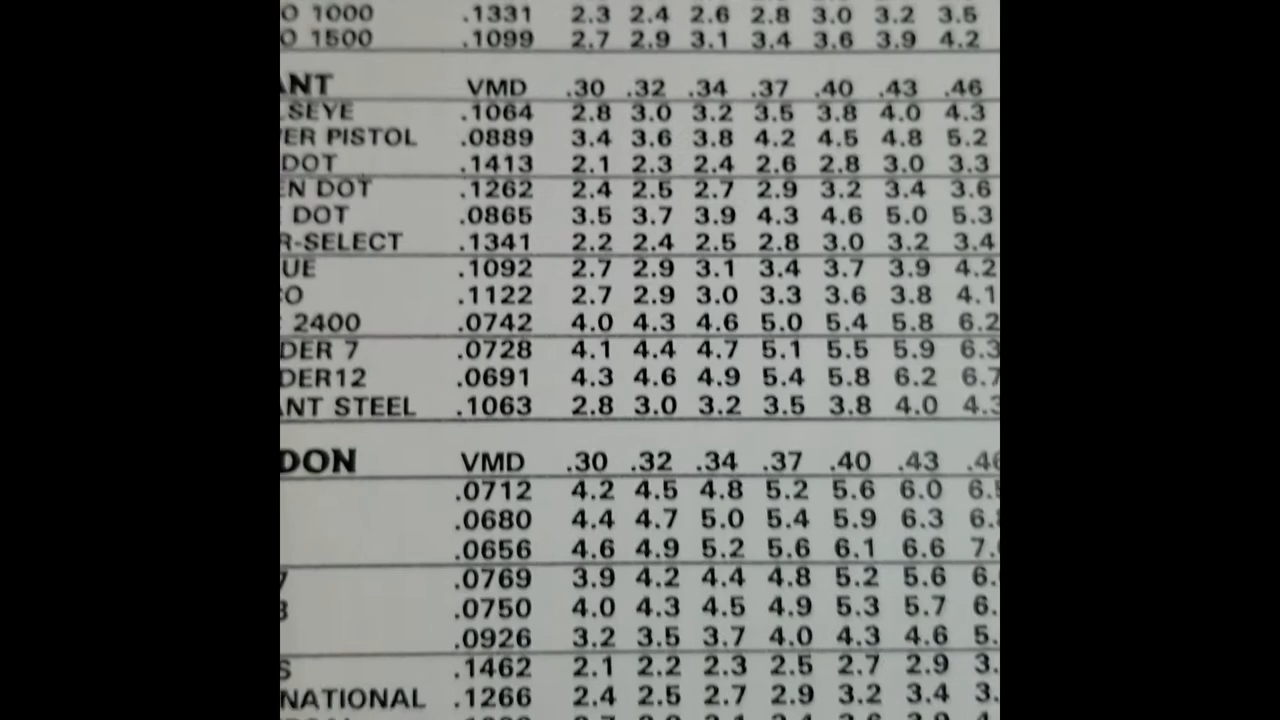 O 1000 .1331 2.3 2.4 2.6 2.8 3.0 3.2 3.5
O 1500 .1099 2.7 2.9 3.1 3.4 3.6 3.9 4.2
ANT VMD .30 .32 .34 .37 .40 .43 .46
LSEYE .1064 2.8 3.0 3.2 3.5 3.8 4.0 4.3
ER PISTOL .0889 3.4 3.6 3.8 4.2 4.5 4.8 5.2
DOT .1413 2.1 2.3 2.4 2.6 2.8 3.0 3.3
EN DOT .1262 2.4 2.5 2.7 2.9 3.2 3.4 3.6
DOT .0865 3.5 3.7 3.9 4.3 4.6 5.0 5.3
R-SELECT .1341 2.2 2.4 2.5 2.8 3.0 3.2 3.4
UE .1092 2.7 2.9 3.1 3.4 3.7 3.9 4.2
O .1122 2.7 2.9 3.0 3.3 3.6 3.8 4.1
2400 .0742 4.0 4.3 4.6 5.0 5.4 5.8 6.2
DER 7 .0728 4.1 4.4 4.7 5.1 5.5 5.9 6.3
DER12 .0691 4.3 4.6 4.9 5.4 5.8 6.2 6.7
ANT STEEL .1063 2.8 3.0 3.2 3.5 3.8 4.0 4.3
DON VMD .30 .32 .34 .37 .40 .43 .46
.0712 4.2 4.5 4.8 5.2 5.6 6.0
.0680 4.4 4.7 5.0 5.4 5.9 6.3
.0656 4.6 4.9 5.2 5.6 6.1 6.6
.0769 3.9 4.2 4.4 4.8 5.2 5.6
.0750 4.0 4.3 4.5 4.9 5.3 5.7
.0926 3.2 3.5 3.7 4.0 4.3 4.6
S .1462 2.1 2.2 2.3 2.5 2.7 2.9
NATIONAL .1266 2.4 2.5 2.7 2.9 3.2 3.4